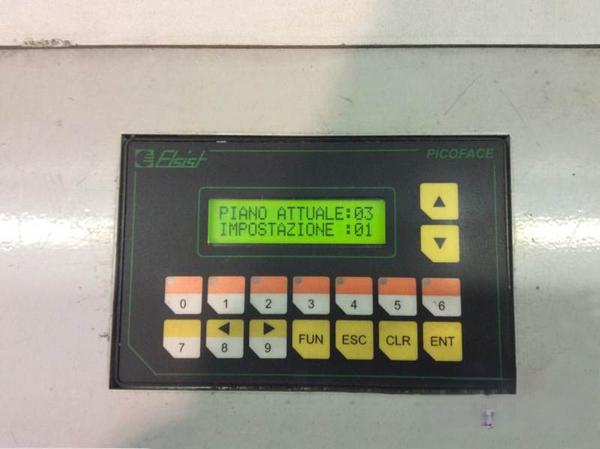 Elsist
PICOFACE
PIANO ATTUALE:03
IMPOSTAZIONE :01
▲
▼
0 1 2 3 4 5 6
◀ ▶
7 8 9 FUN ESC CLR ENT